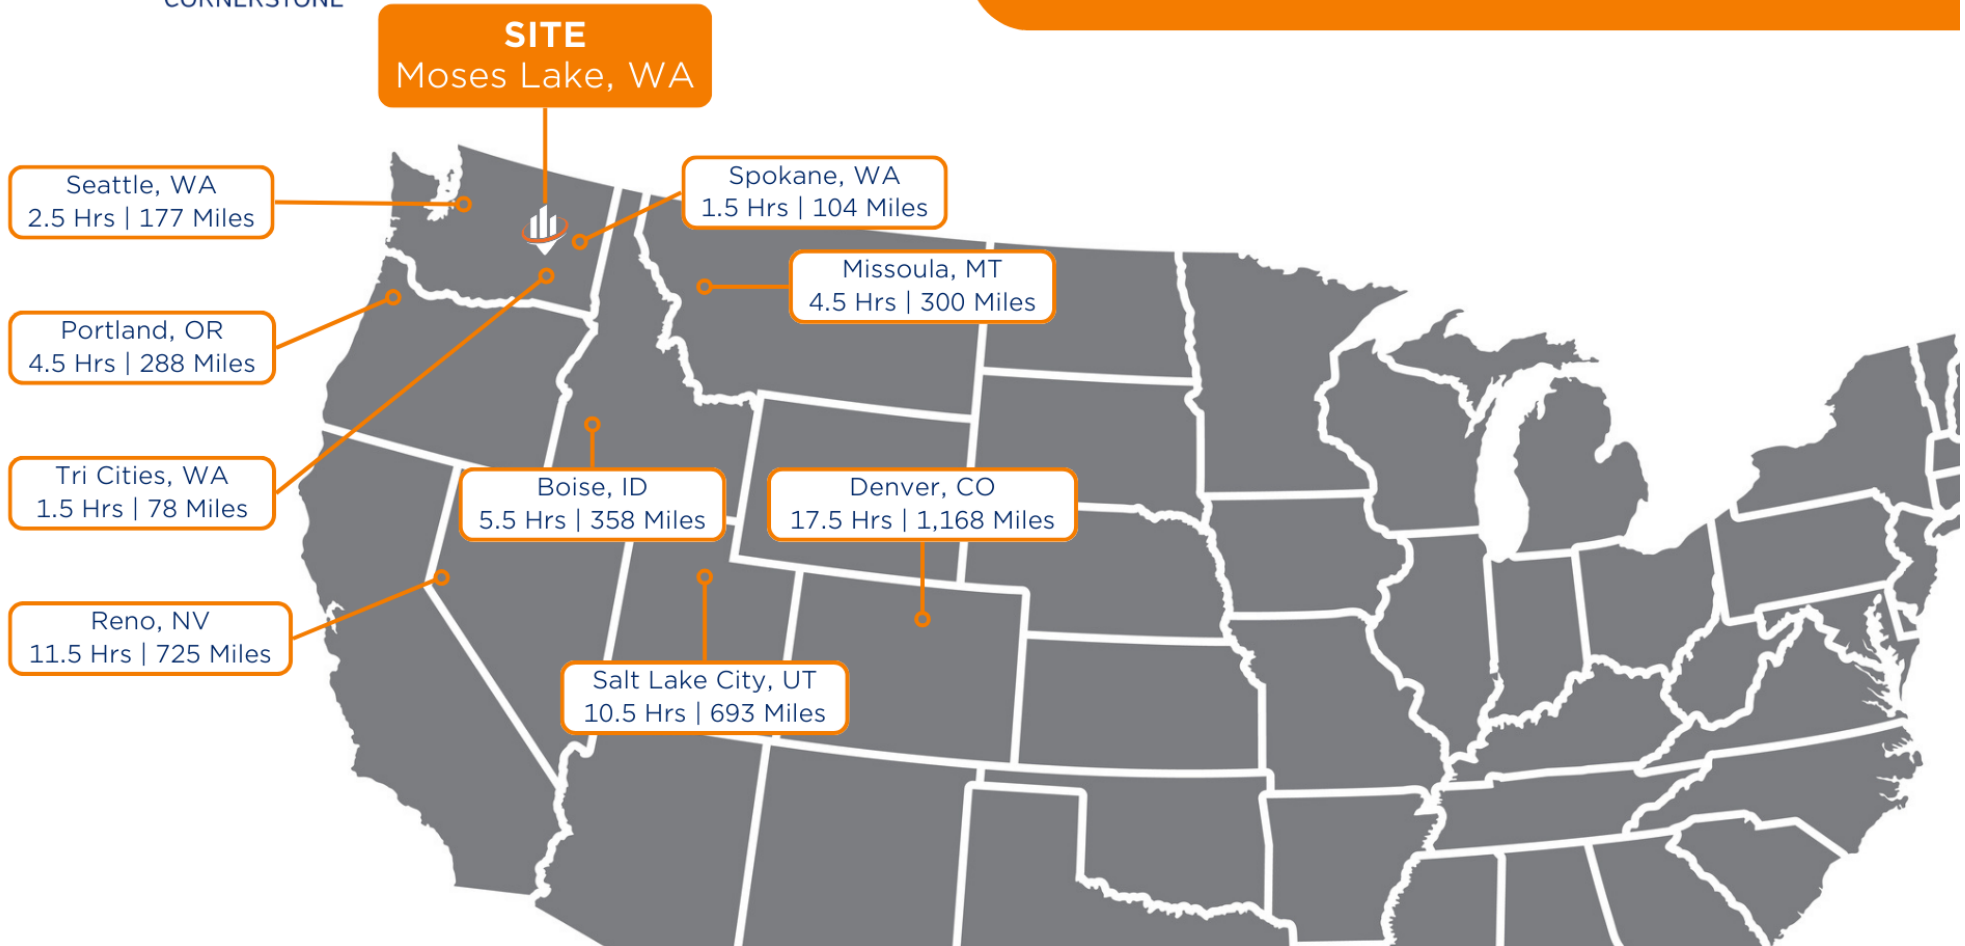 CORNERSTONE
SITE
Moses Lake, WA
Seattle, WA
2.5 Hrs | 177 Miles
Spokane, WA
1.5 Hrs | 104 Miles
Missoula, MT
4.5 Hrs | 300 Miles
Portland, OR
4.5 Hrs | 288 Miles
Tri Cities, WA
1.5 Hrs | 78 Miles
Boise, ID
5.5 Hrs | 358 Miles
Denver, CO
17.5 Hrs | 1,168 Miles
Reno, NV
11.5 Hrs | 725 Miles
Salt Lake City, UT
10.5 Hrs | 693 Miles